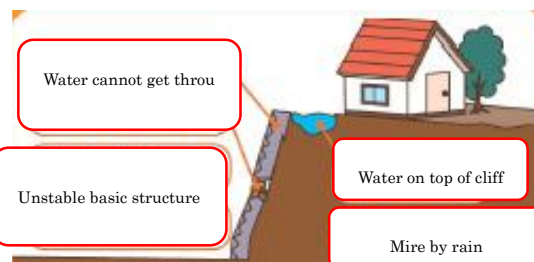 Water cannot get throu
Unstable basic structure
Water on top of cliff
Mire by rain